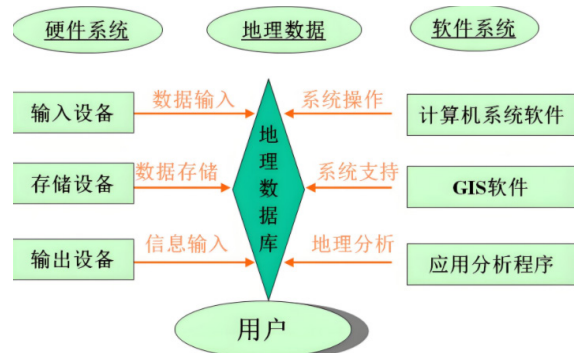 硬件系统
地理数据
软件系统
输入设备
数据输入
系统操作
计算机系统软件
存储设备
数据存储
地理数据库
系统支持
GIS软件
输出设备
信息输入
地理分析
应用分析程序
用户